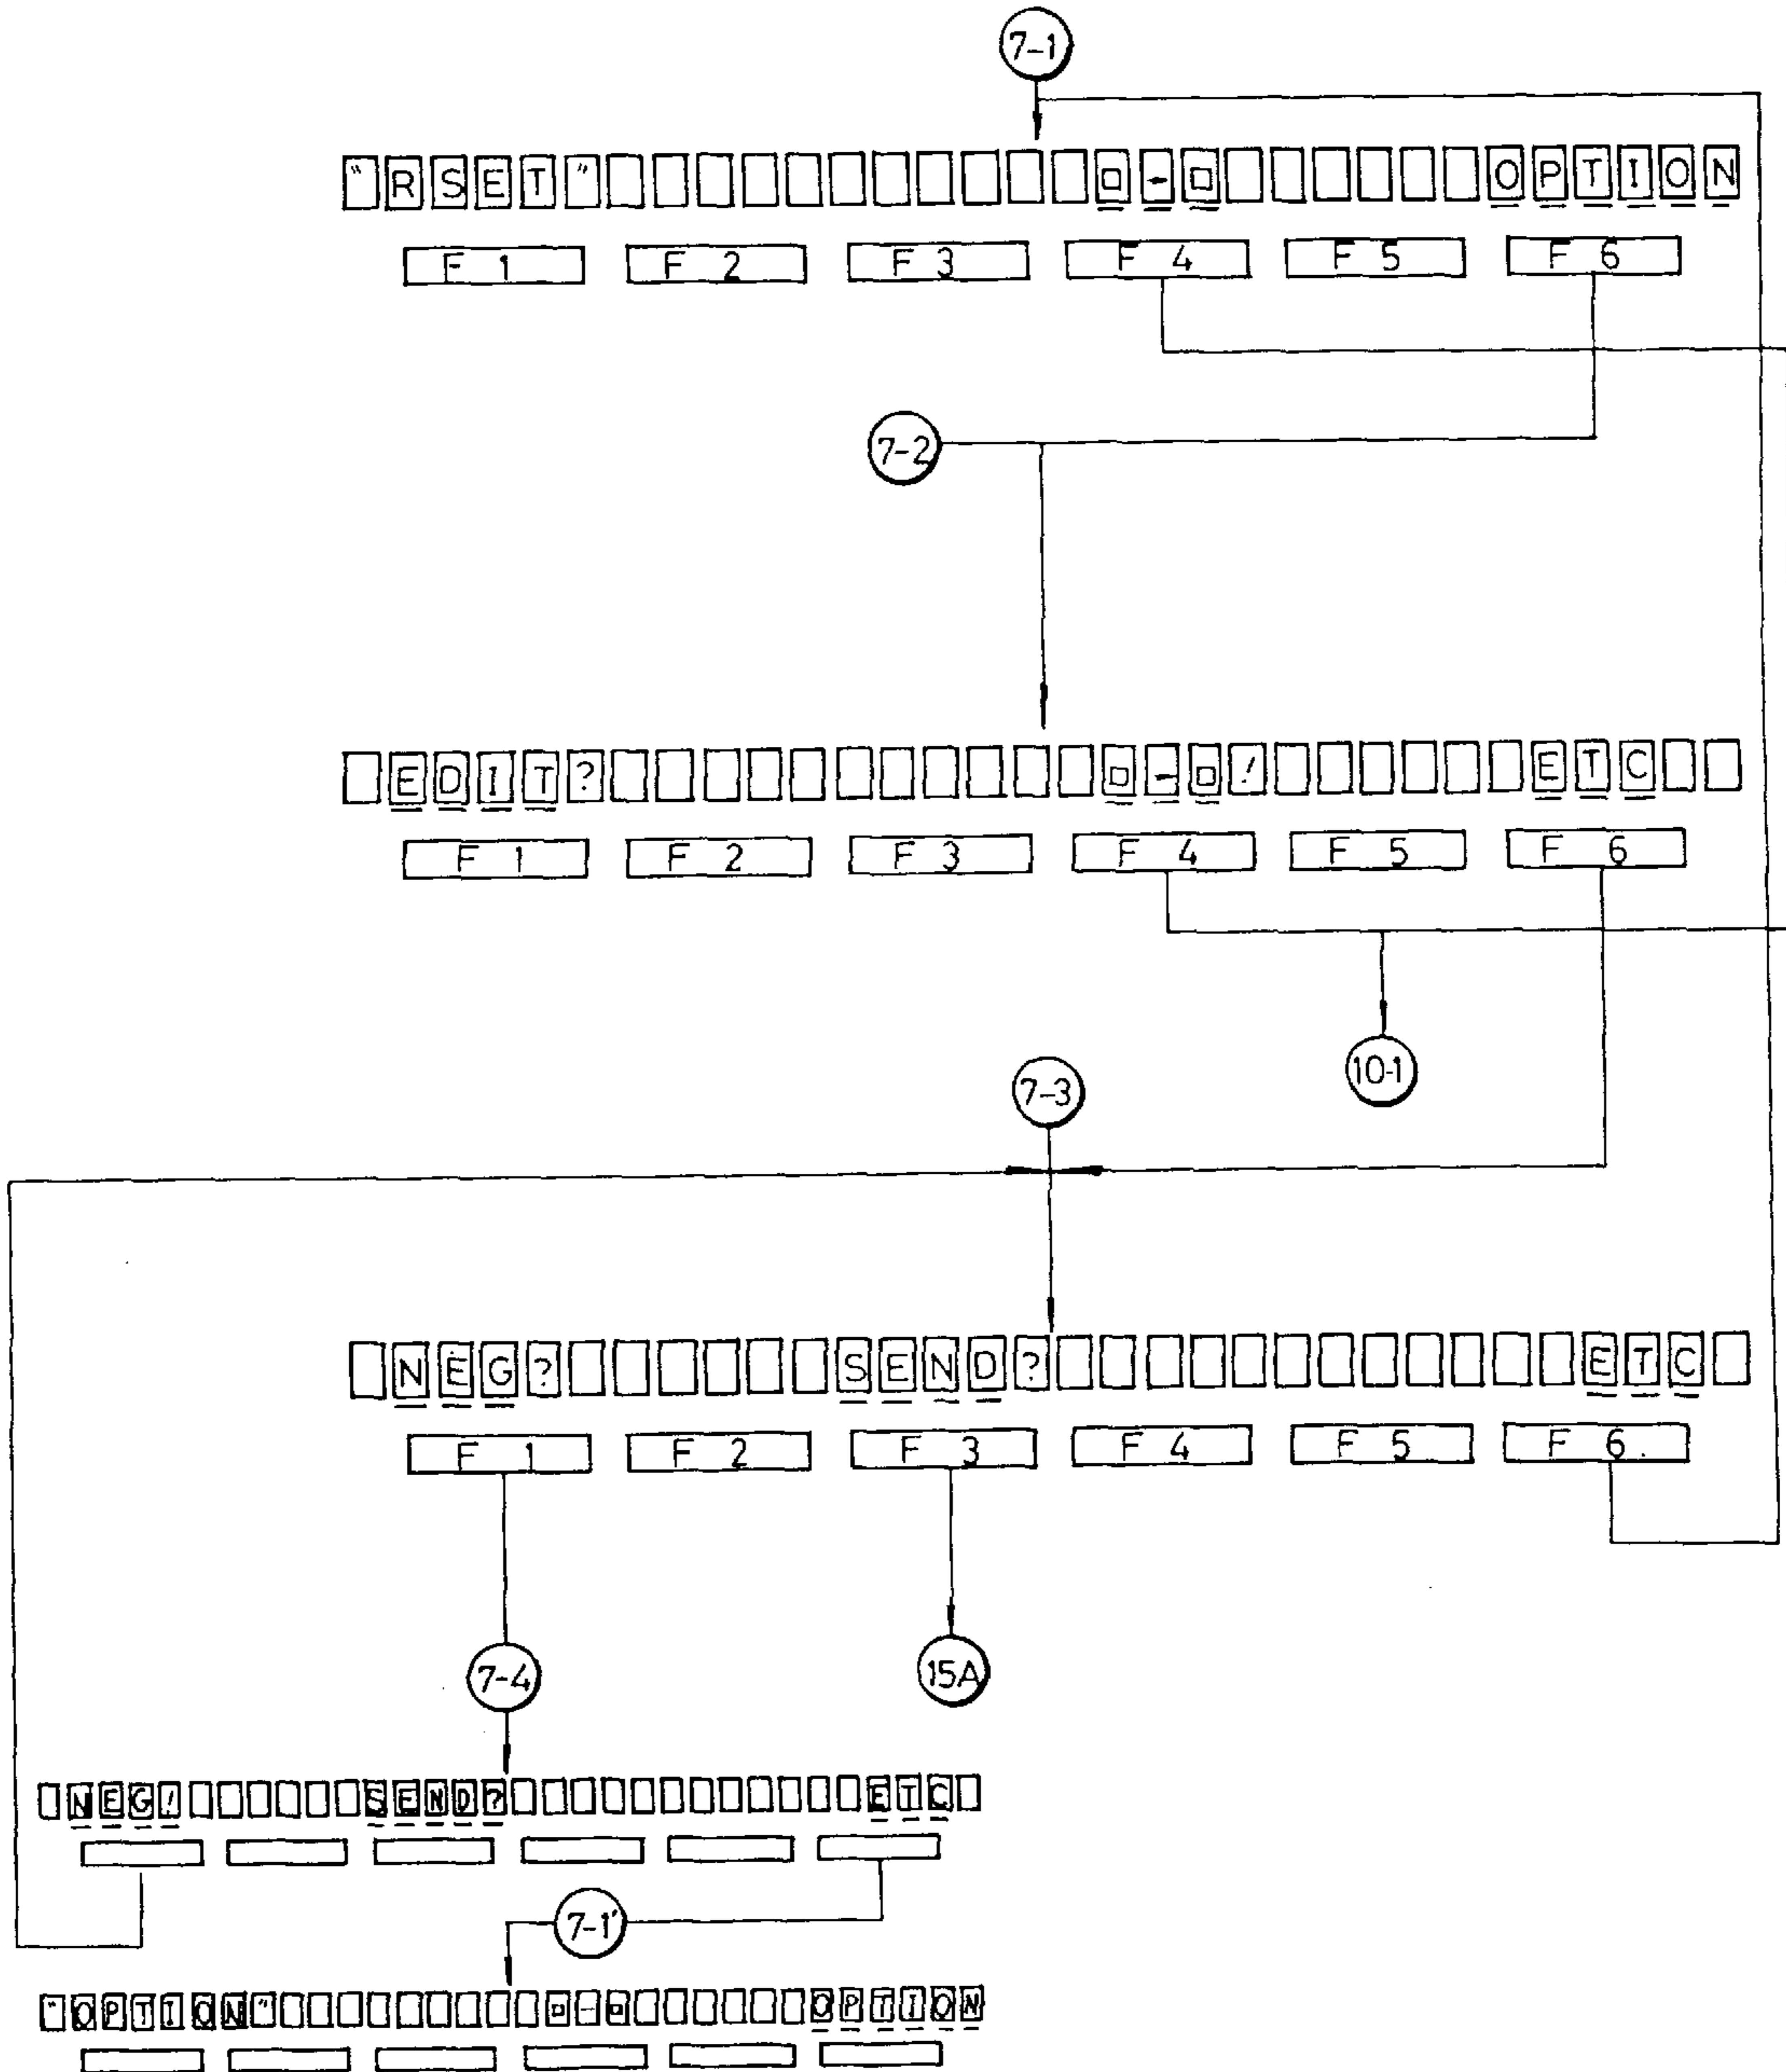 7-1
"RSET" □-□ OPTION
F 1 F 2 F 3 F 4 F 5 F 6
7-2
EDIT? □-□! ETC
F 1 F 2 F 3 F 4 F 5 F 6
10-1
7-3
NEG? SEND? ETC
F 1 F 2 F 3 F 4 F 5 F 6
7-4 15A
NEG! SEND? ETC
7-1'
"OPTION" □-□ OPTION